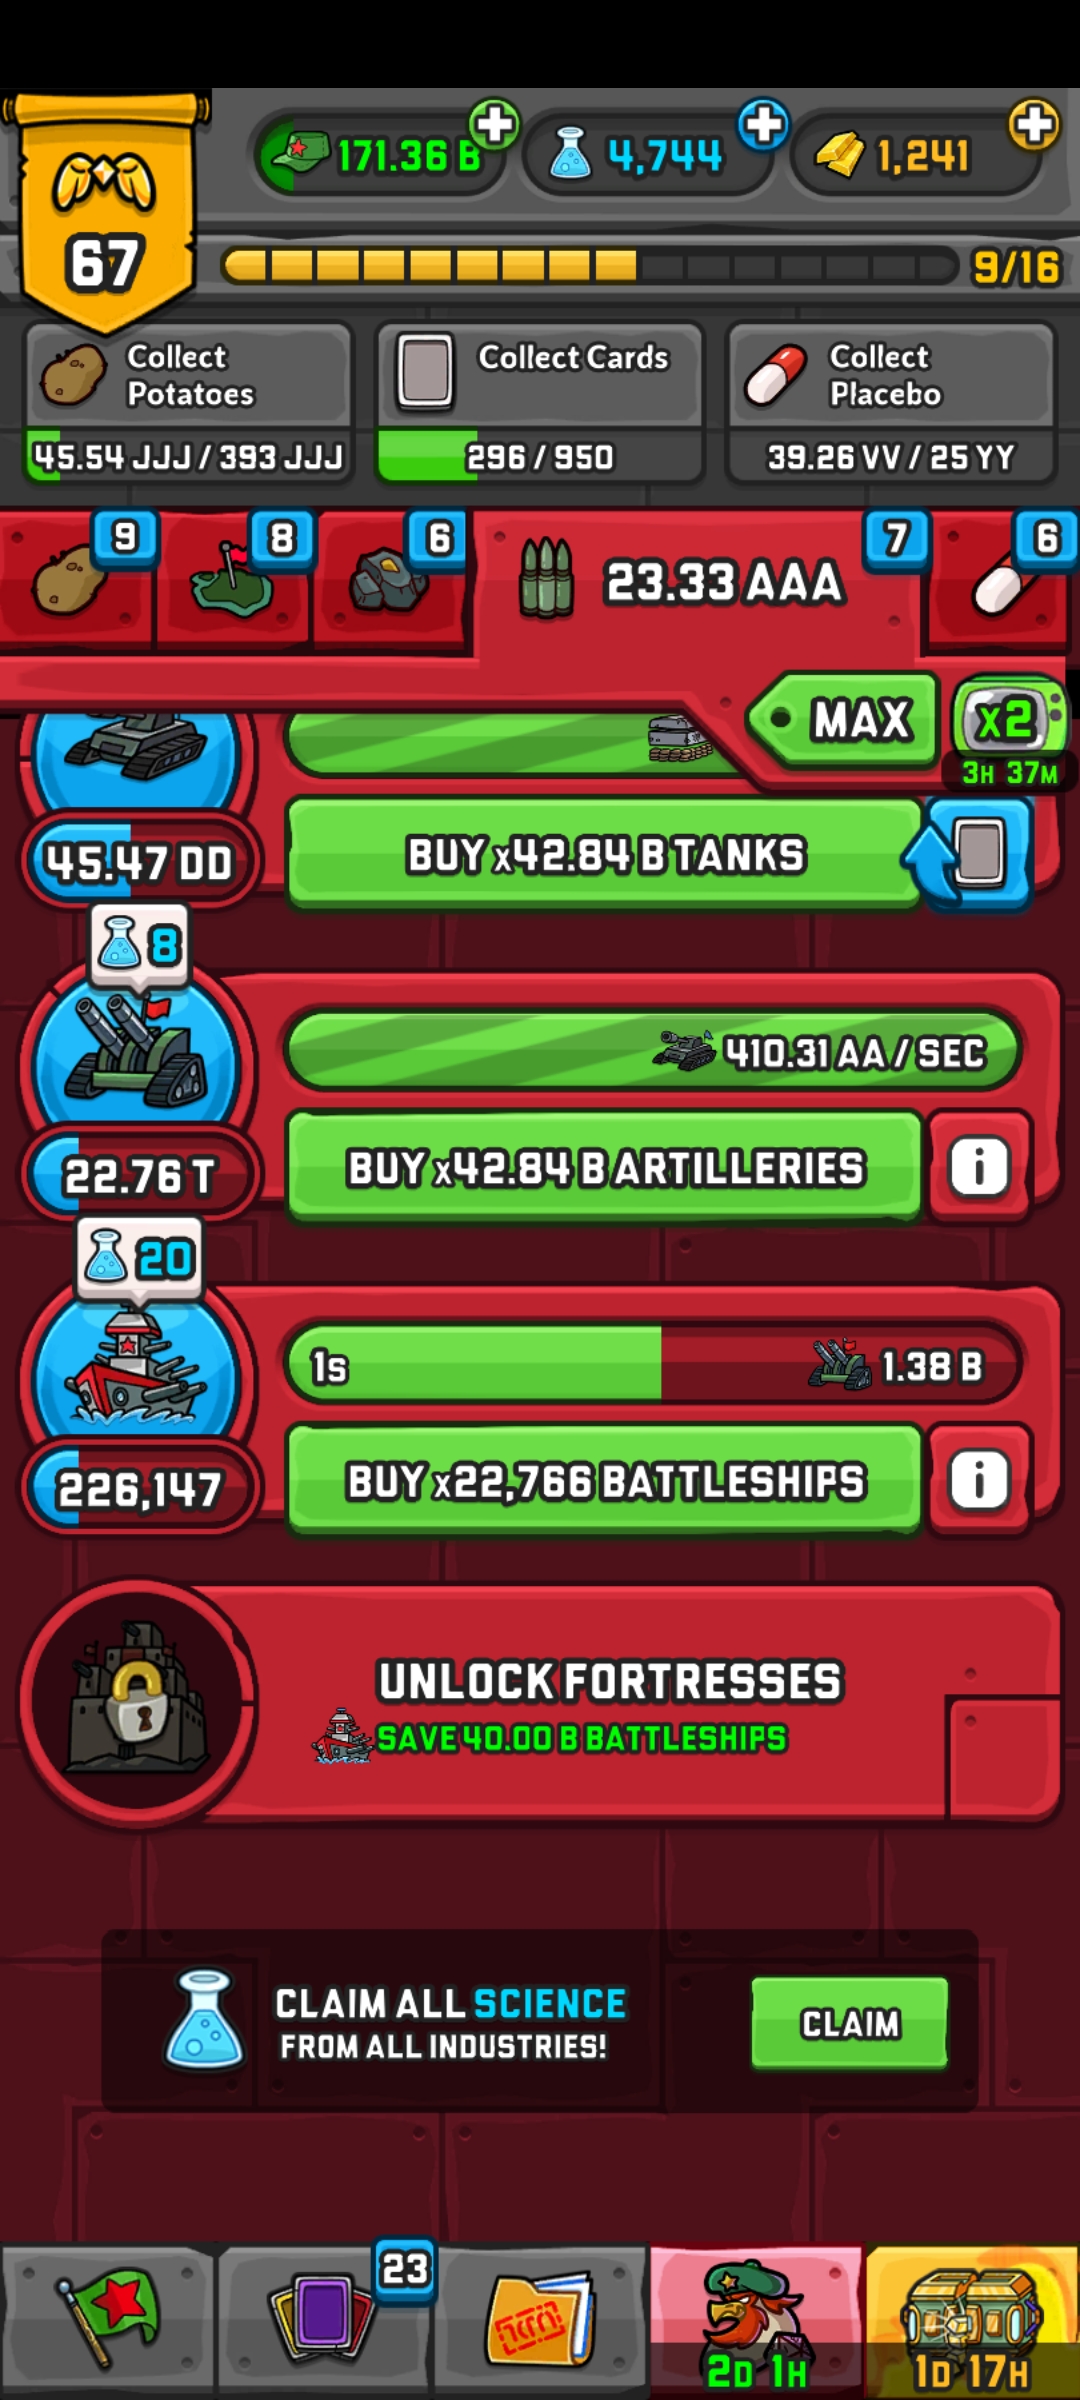 171.36 B
4,744
1,241
67
9/16
Collect
Potatoes
45.54 JJJ / 393 JJJ
Collect Cards
296 / 950
Collect
Placebo
39.26 VV / 25 YY
9
8
6
23.33 AAA
7
6
MAX
x2
3H 37M
45.47 DD
BUY x42.84 B TANKS
8
410.31 AA / SEC
22.76 T
BUY x42.84 B ARTILLERIES
20
1s
1.38 B
226,147
BUY x22,766 BATTLESHIPS
UNLOCK FORTRESSES
SAVE 40.00 B BATTLESHIPS
CLAIM ALL SCIENCE
FROM ALL INDUSTRIES!
CLAIM
23
2D 1H
1D 17H